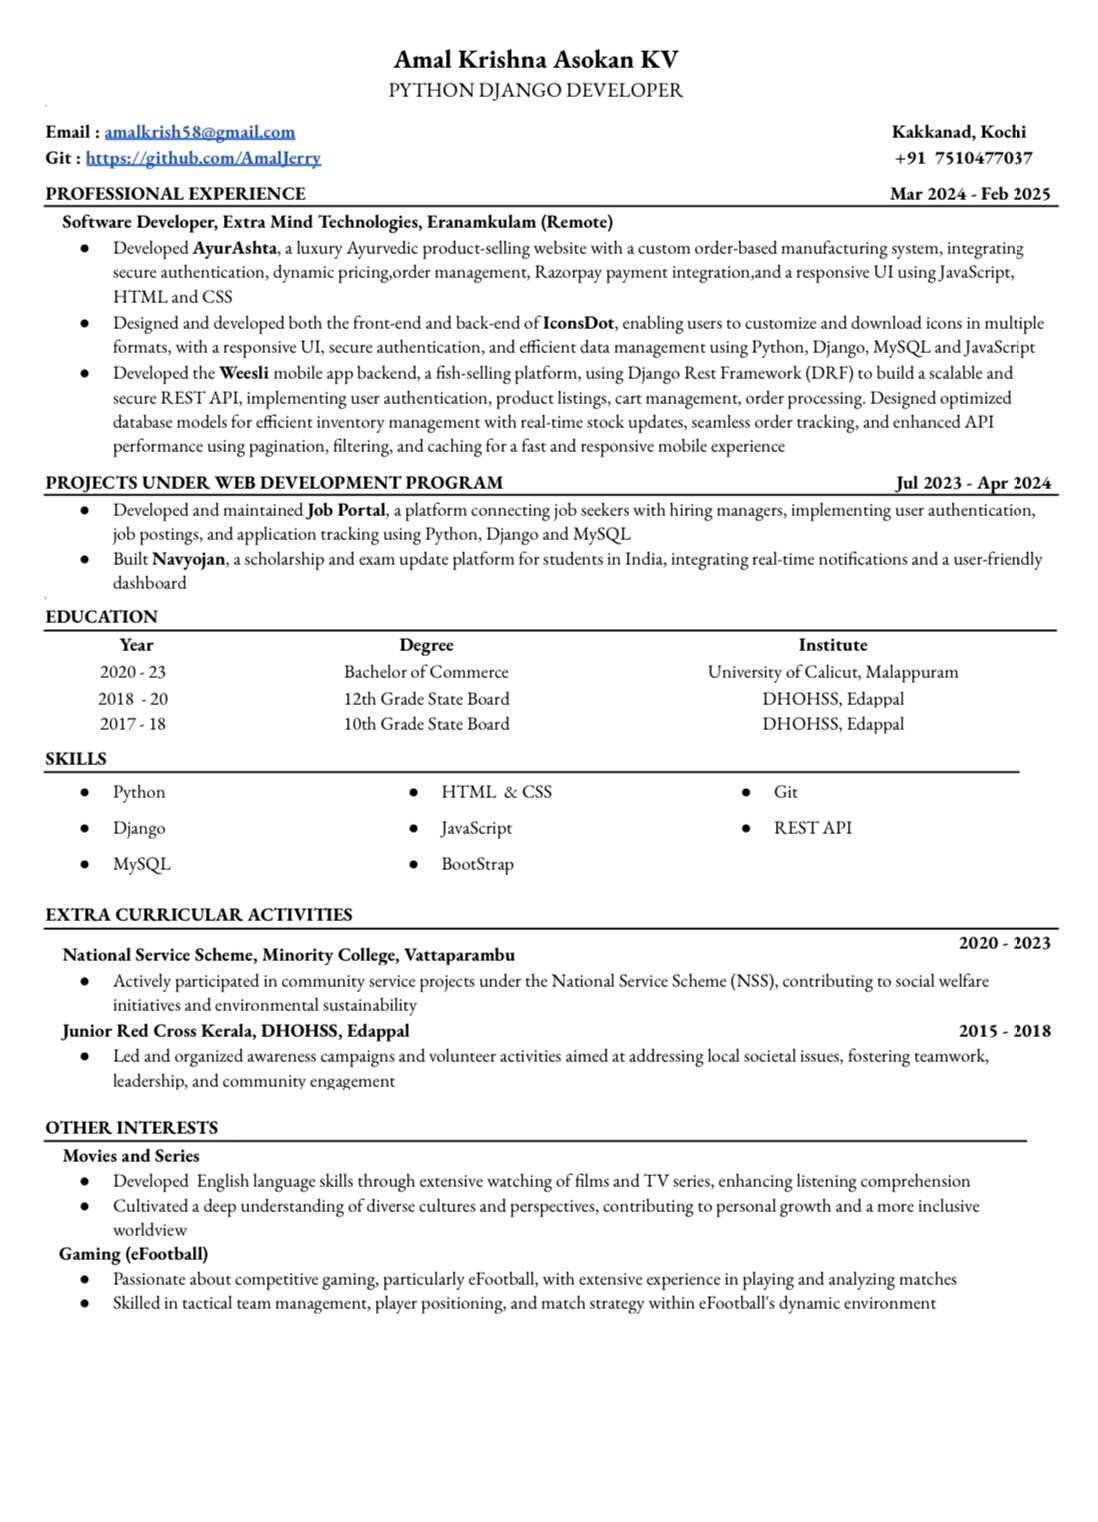 Amal Krishna Asokan KV
PYTHON DJANGO DEVELOPER
Email : amalkrish58@gmail.com Kakkanad, Kochi
Git : https://github.com/AmalJerry +91 7510477037
PROFESSIONAL EXPERIENCE Mar 2024 - Feb 2025
Software Developer, Extra Mind Technologies, Eranamkulam (Remote)
● Developed AyurAshta, a luxury Ayurvedic product-selling website with a custom order-based manufacturing system, integrating
secure authentication, dynamic pricing,order management, Razorpay payment integration,and a responsive UI using JavaScript,
HTML and CSS
● Designed and developed both the front-end and back-end of IconsDot, enabling users to customize and download icons in multiple
formats, with a responsive UI, secure authentication, and efficient data management using Python, Django, MySQL and JavaScript
● Developed the Weesli mobile app backend, a fish-selling platform, using Django Rest Framework (DRF) to build a scalable and
secure REST API, implementing user authentication, product listings, cart management, order processing. Designed optimized
database models for efficient inventory management with real-time stock updates, seamless order tracking, and enhanced API
performance using pagination, filtering, and caching for a fast and responsive mobile experience
PROJECTS UNDER WEB DEVELOPMENT PROGRAM Jul 2023 - Apr 2024
● Developed and maintained Job Portal, a platform connecting job seekers with hiring managers, implementing user authentication,
job postings, and application tracking using Python, Django and MySQL
● Built Navyojan, a scholarship and exam update platform for students in India, integrating real-time notifications and a user-friendly
dashboard
EDUCATION
Year Degree Institute
2020 - 23 Bachelor of Commerce University of Calicut, Malappuram
2018 - 20 12th Grade State Board DHOHSS, Edappal
2017 - 18 10th Grade State Board DHOHSS, Edappal
SKILLS
● Python ● HTML & CSS ● Git
● Django ● JavaScript ● REST API
● MySQL ● BootStrap
EXTRA CURRICULAR ACTIVITIES
2020 - 2023
National Service Scheme, Minority College, Vattaparambu
● Actively participated in community service projects under the National Service Scheme (NSS), contributing to social welfare
initiatives and environmental sustainability
Junior Red Cross Kerala, DHOHSS, Edappal 2015 - 2018
● Led and organized awareness campaigns and volunteer activities aimed at addressing local societal issues, fostering teamwork,
leadership, and community engagement
OTHER INTERESTS
Movies and Series
● Developed English language skills through extensive watching of films and TV series, enhancing listening comprehension
● Cultivated a deep understanding of diverse cultures and perspectives, contributing to personal growth and a more inclusive
worldview
Gaming (eFootball)
● Passionate about competitive gaming, particularly eFootball, with extensive experience in playing and analyzing matches
● Skilled in tactical team management, player positioning, and match strategy within eFootball's dynamic environment